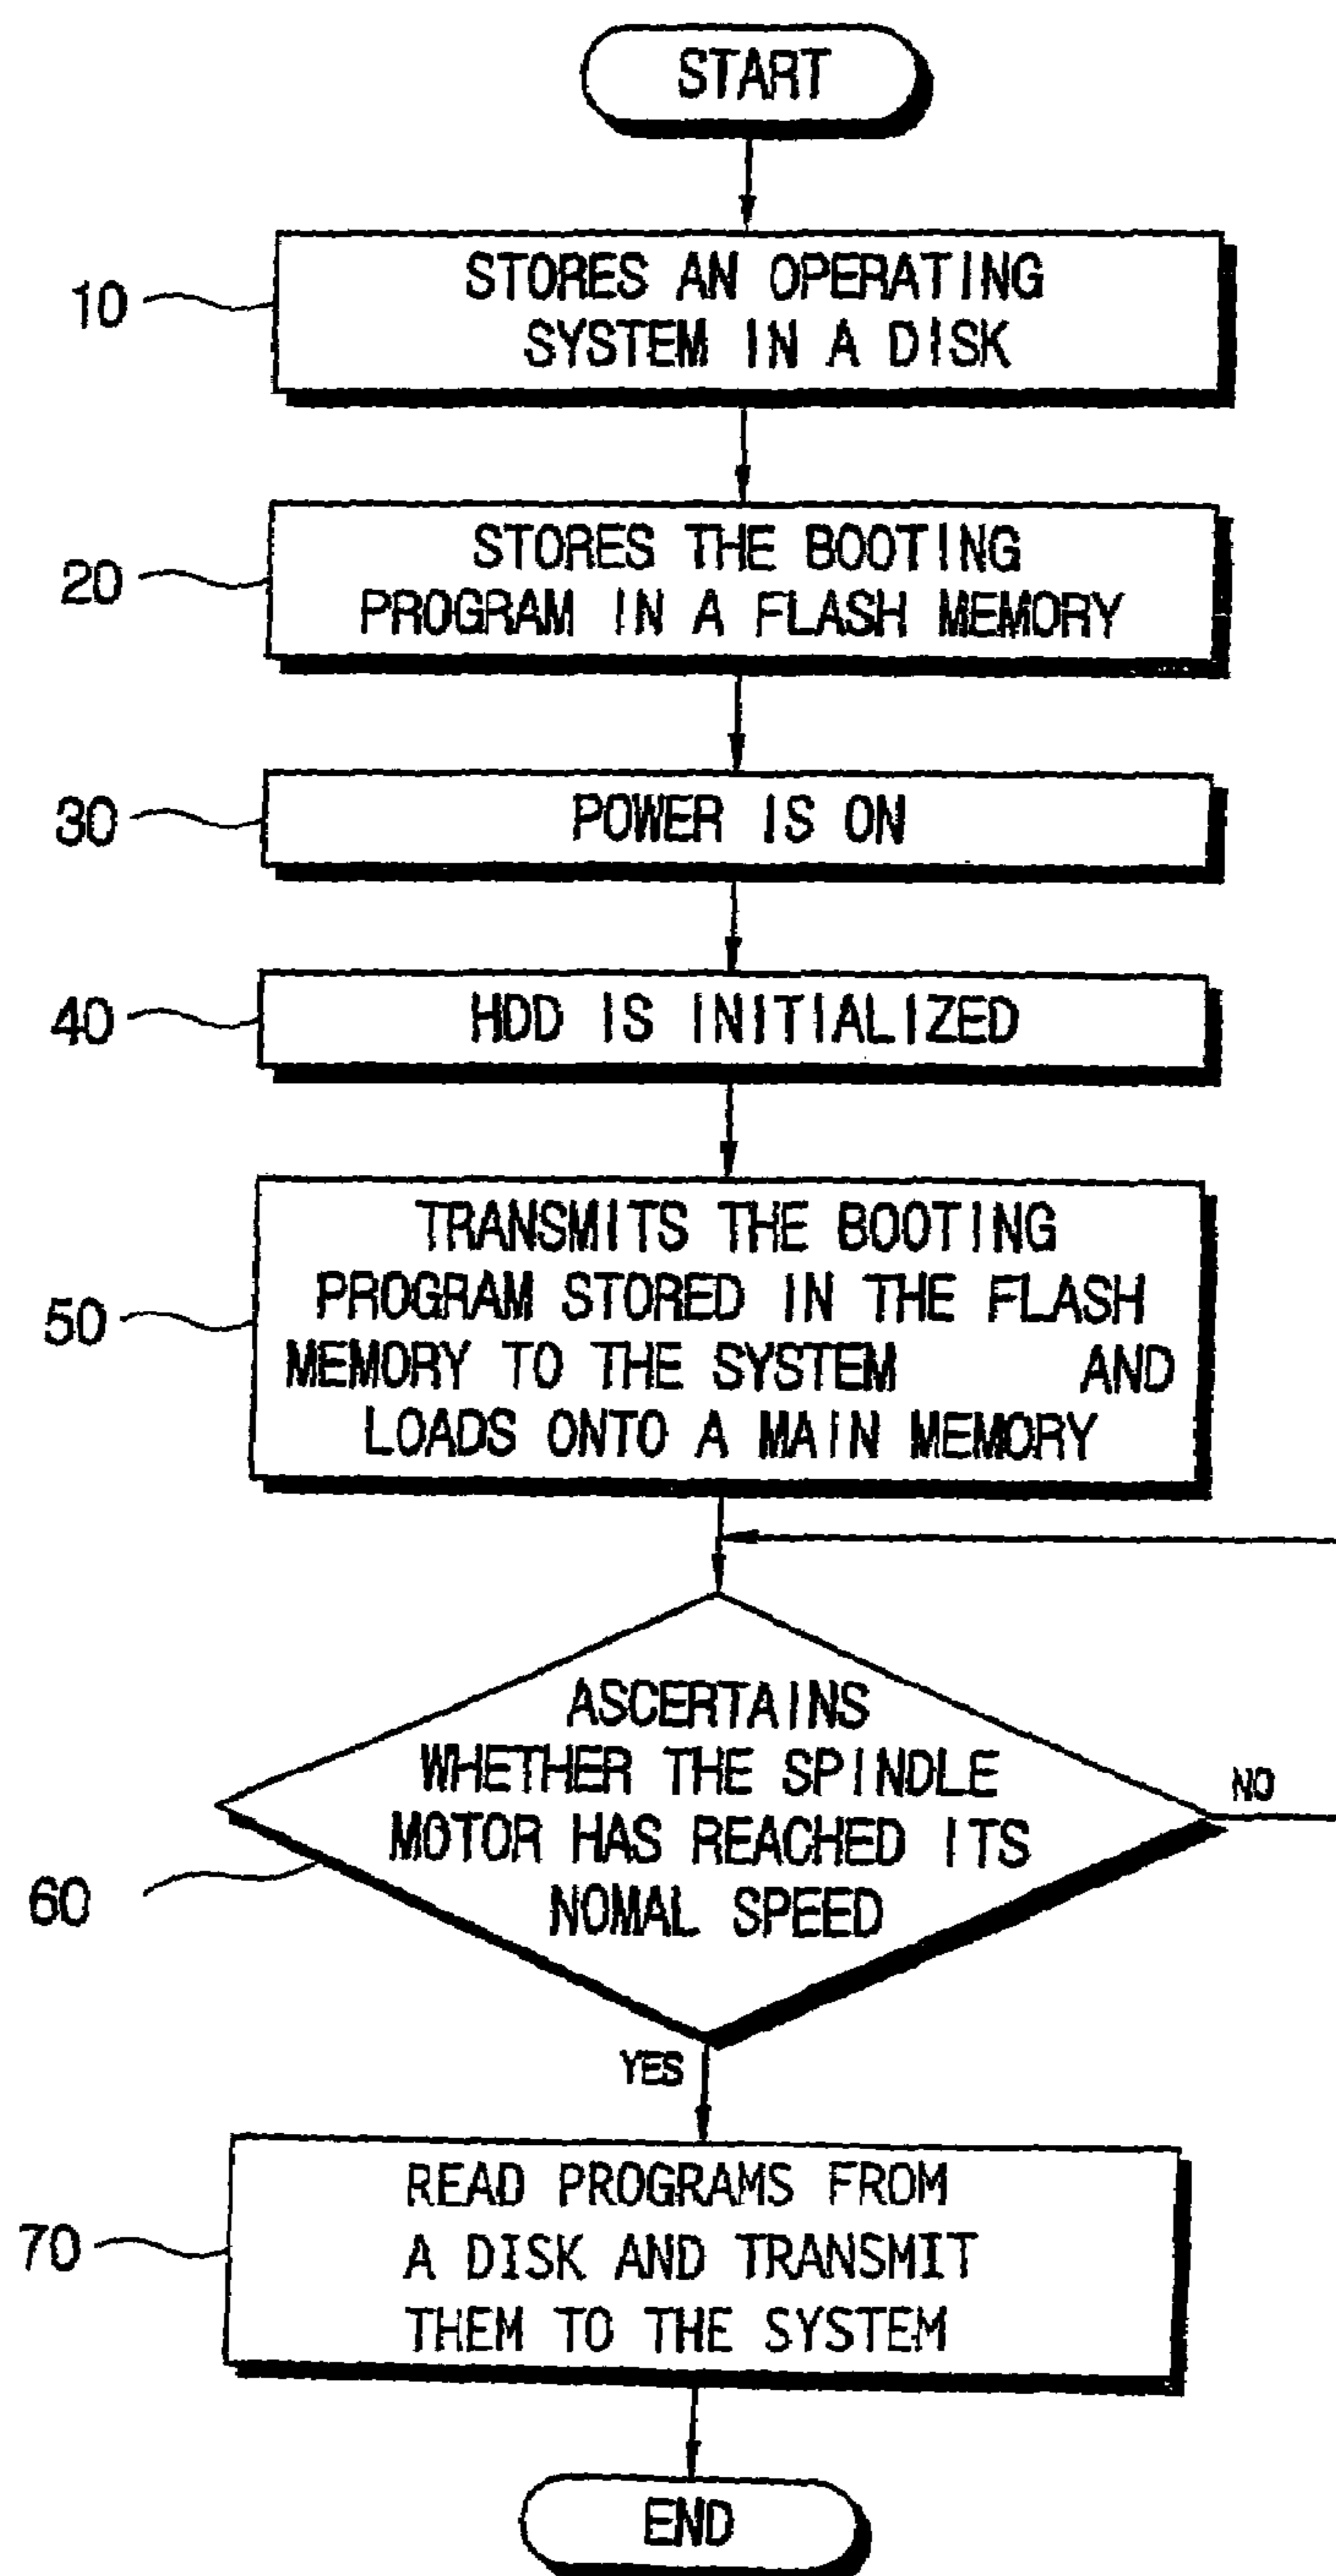 START
10
STORES AN OPERATING
SYSTEM IN A DISK
20
STORES THE BOOTING
PROGRAM IN A FLASH MEMORY
30
POWER IS ON
40
HDD IS INITIALIZED
50
TRANSMITS THE BOOTING
PROGRAM STORED IN THE FLASH
MEMORY TO THE SYSTEM AND
LOADS ONTO A MAIN MEMORY
60
ASCERTAINS
WHETHER THE SPINDLE
MOTOR HAS REACHED ITS
NOMAL SPEED
NO
YES
70
READ PROGRAMS FROM
A DISK AND TRANSMIT
THEM TO THE SYSTEM
END